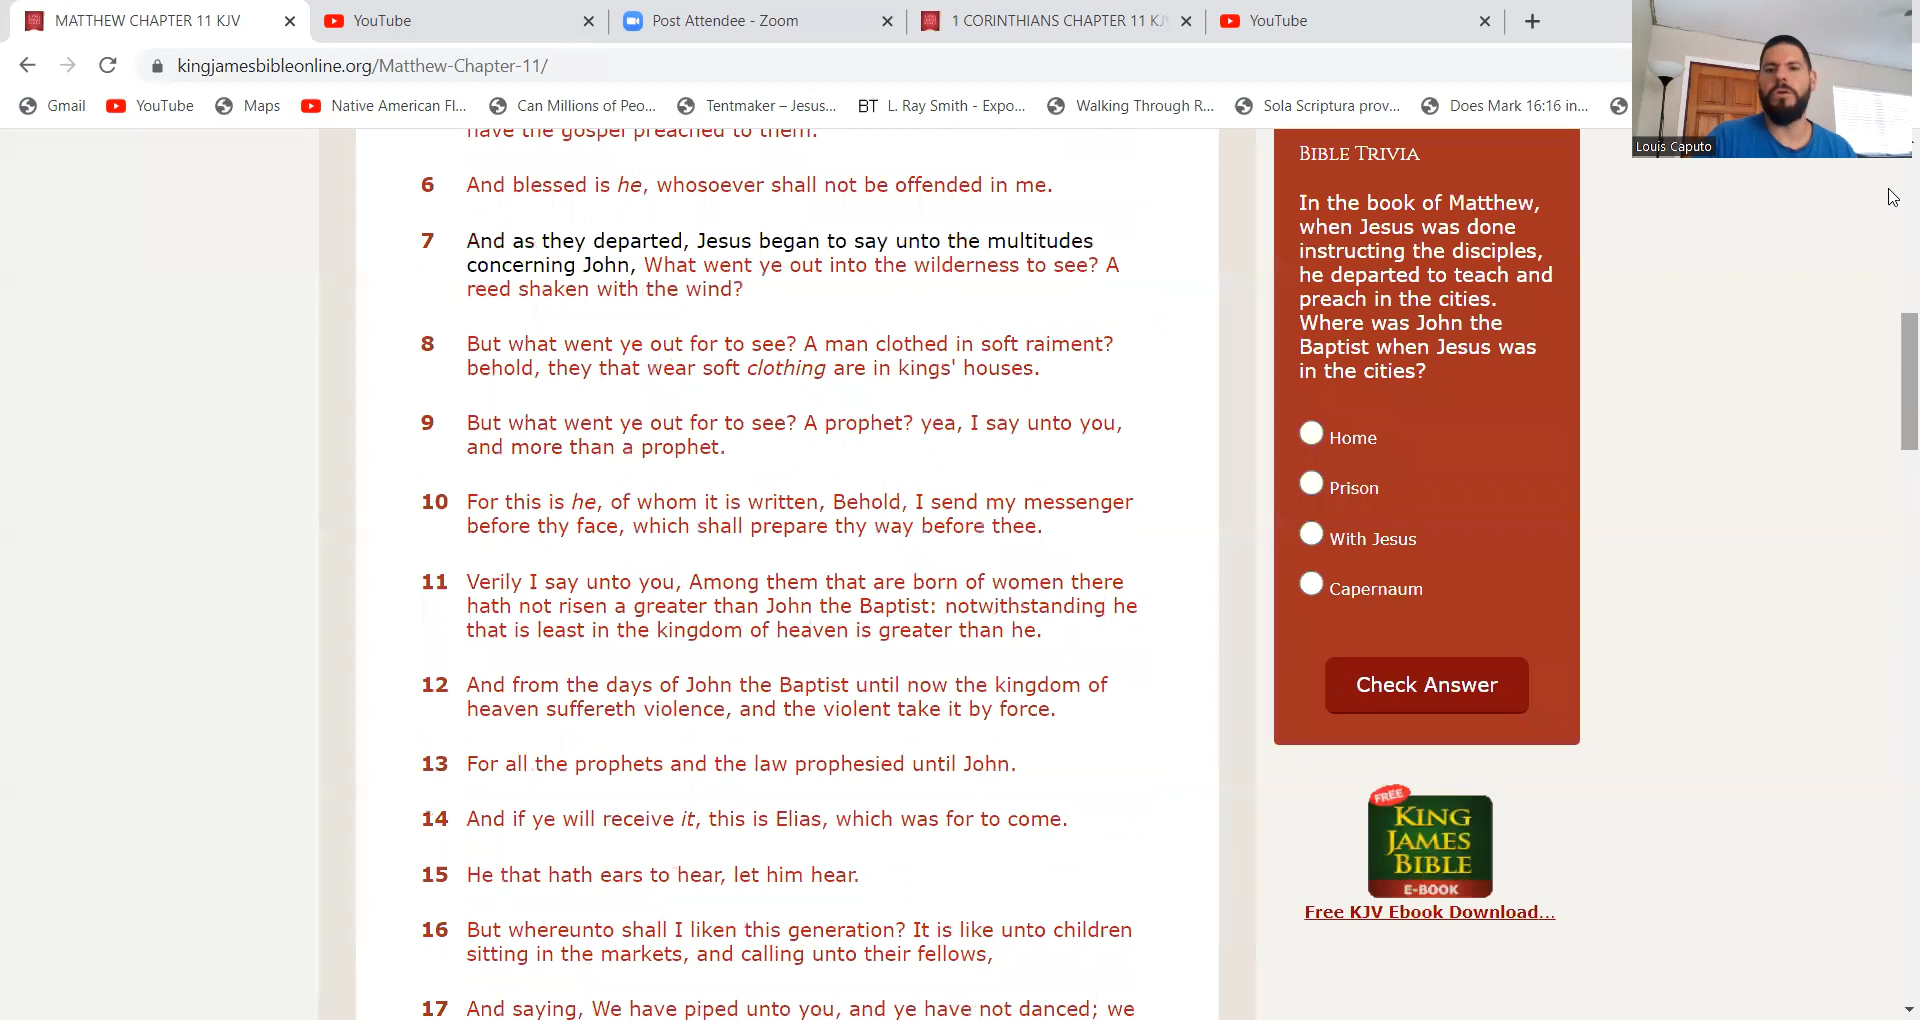 MATTHEW CHAPTER 11 KJV
YouTube
Post Attendee - Zoom
1 CORINTHIANS CHAPTER 11 KJV
YouTube
kingjamesbibleonline.org/Matthew-Chapter-11/
Gmail
YouTube
Maps
Native American Fl...
Can Millions of Peo...
Tentmaker – Jesus...
BT L. Ray Smith - Expo...
Walking Through R...
Sola Scriptura prov...
Does Mark 16:16 in...
Louis Caputo
have the gospel preached to them.
6 And blessed is he, whosoever shall not be offended in me.
7 And as they departed, Jesus began to say unto the multitudes
concerning John, What went ye out into the wilderness to see? A
reed shaken with the wind?
8 But what went ye out for to see? A man clothed in soft raiment?
behold, they that wear soft clothing are in kings' houses.
9 But what went ye out for to see? A prophet? yea, I say unto you,
and more than a prophet.
10 For this is he, of whom it is written, Behold, I send my messenger
before thy face, which shall prepare thy way before thee.
11 Verily I say unto you, Among them that are born of women there
hath not risen a greater than John the Baptist: notwithstanding he
that is least in the kingdom of heaven is greater than he.
12 And from the days of John the Baptist until now the kingdom of
heaven suffereth violence, and the violent take it by force.
13 For all the prophets and the law prophesied until John.
14 And if ye will receive it, this is Elias, which was for to come.
15 He that hath ears to hear, let him hear.
16 But whereunto shall I liken this generation? It is like unto children
sitting in the markets, and calling unto their fellows,
17 And saying, We have piped unto you, and ye have not danced; we
BIBLE TRIVIA
In the book of Matthew,
when Jesus was done
instructing the disciples,
he departed to teach and
preach in the cities.
Where was John the
Baptist when Jesus was
in the cities?
Home
Prison
With Jesus
Capernaum
Check Answer
FREE
KING
JAMES
BIBLE
E-BOOK
Free KJV Ebook Download...